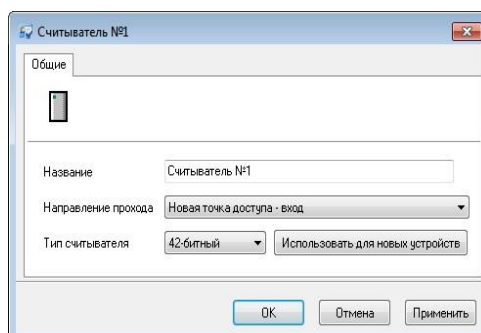 Считыватель №1
Общие
Название Считыватель №1
Направление прохода Новая точка доступа - вход
Тип считывателя 42-битный Использовать для новых устройств
OK Отмена Применить